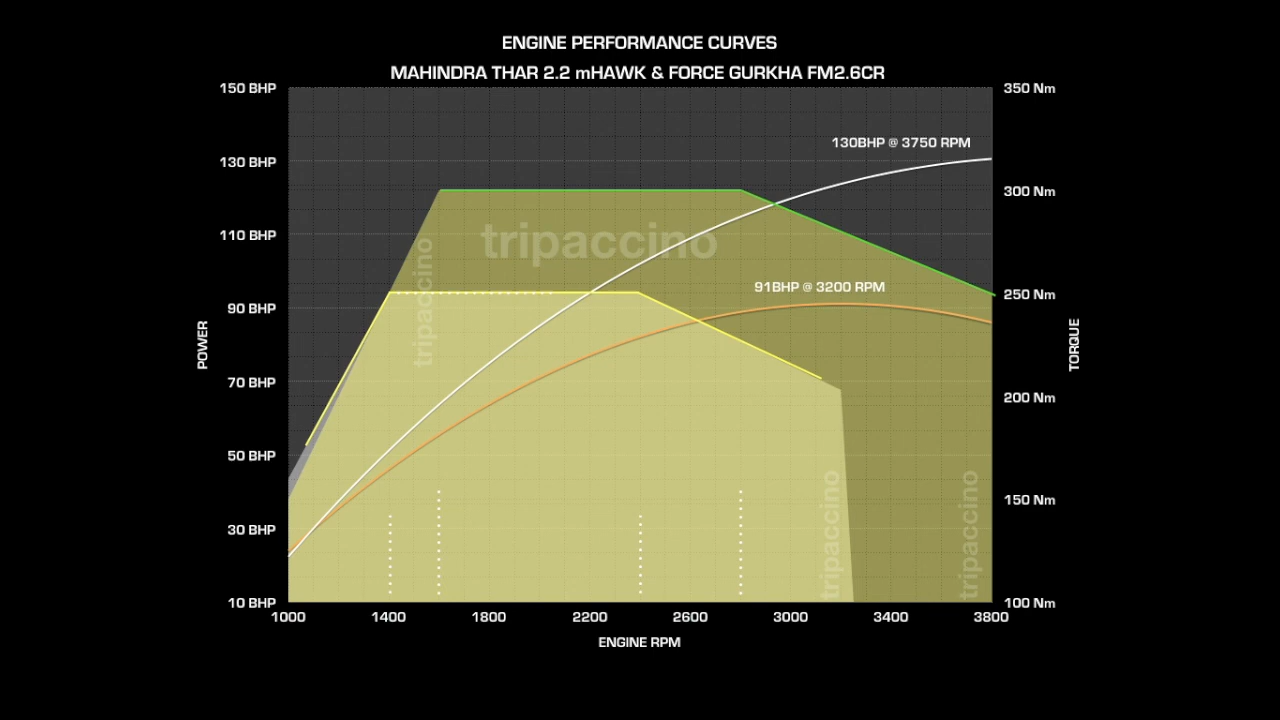 ENGINE PERFORMANCE CURVES
MAHINDRA THAR 2.2 mHAWK & FORCE GURKHA FM2.6CR
150 BHP
350 Nm
130BHP @ 3750 RPM
130 BHP
300 Nm
110 BHP
tripaccino
tripaccino
91BHP @ 3200 RPM
250 Nm
90 BHP
POWER
TORQUE
70 BHP
200 Nm
50 BHP
150 Nm
30 BHP
tripaccino
tripaccino
10 BHP
100 Nm
1000 1400 1800 2200 2600 3000 3400 3800
ENGINE RPM